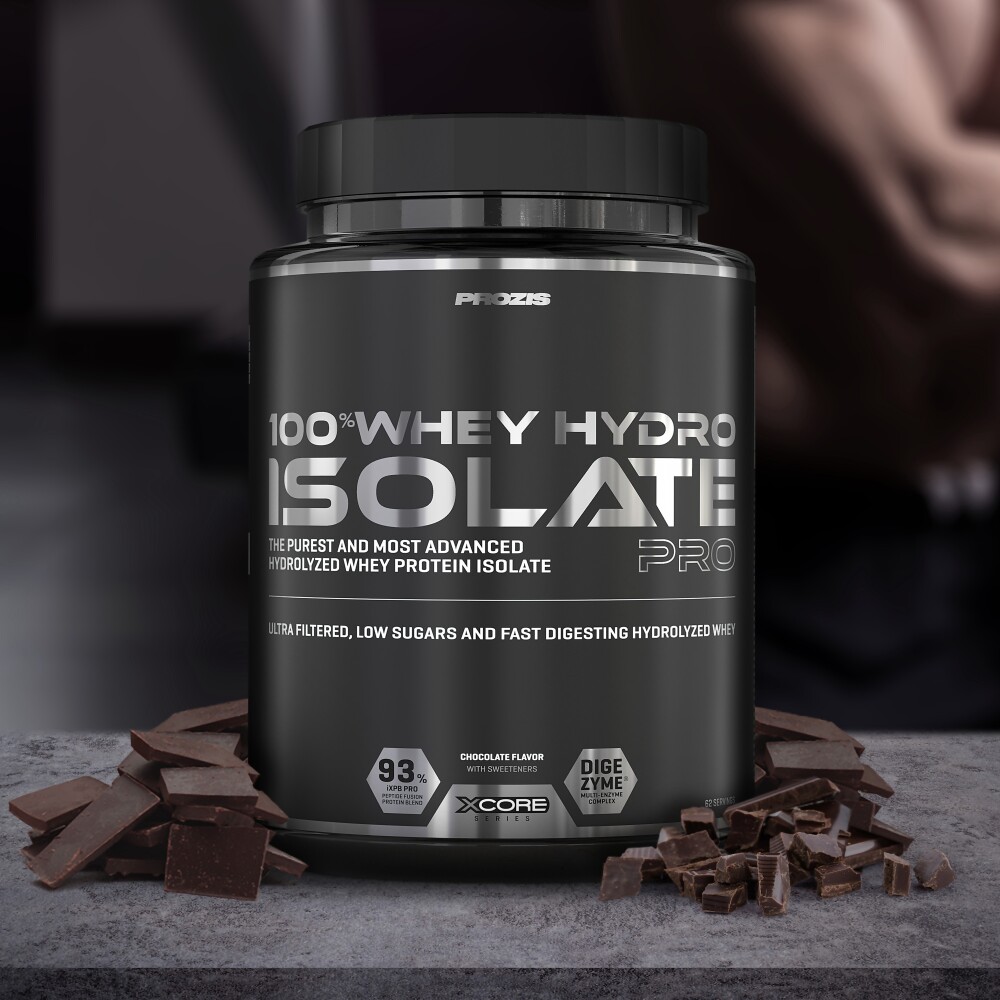 PROZIS
100% WHEY HYDRO
ISOLATE
THE PUREST AND MOST ADVANCED
HYDROLYZED WHEY PROTEIN ISOLATE
PRO
ULTRA FILTERED, LOW SUGARS AND FAST DIGESTING HYDROLYZED WHEY
93%
iXPB PRO
PEPTIDE FUSION
PROTEIN BLEND
CHOCOLATE FLAVOR
WITH SWEETENERS
XCORE
SERIES
DIGE
ZYME®
MULTI-ENZYME
COMPLEX
62 SERVINGS